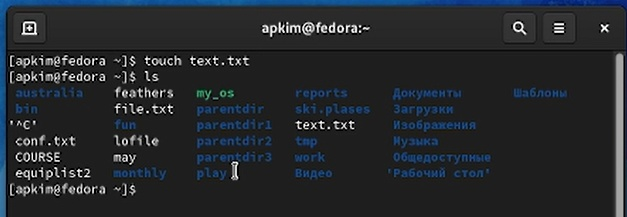 apkim@fedora:~
[apkim@fedora ~]$ touch text.txt
[apkim@fedora ~]$ ls
australia feathers my_os reports Документы Шаблоны
bin file.txt parentdir ski.plases Загрузки
'^C' fun parentdir1 text.txt Изображения
conf.txt lofile parentdir2 tmp Музыка
COURSE may parentdir3 work Общедоступные
equiplist2 monthly play Видео 'Рабочий стол'
[apkim@fedora ~]$